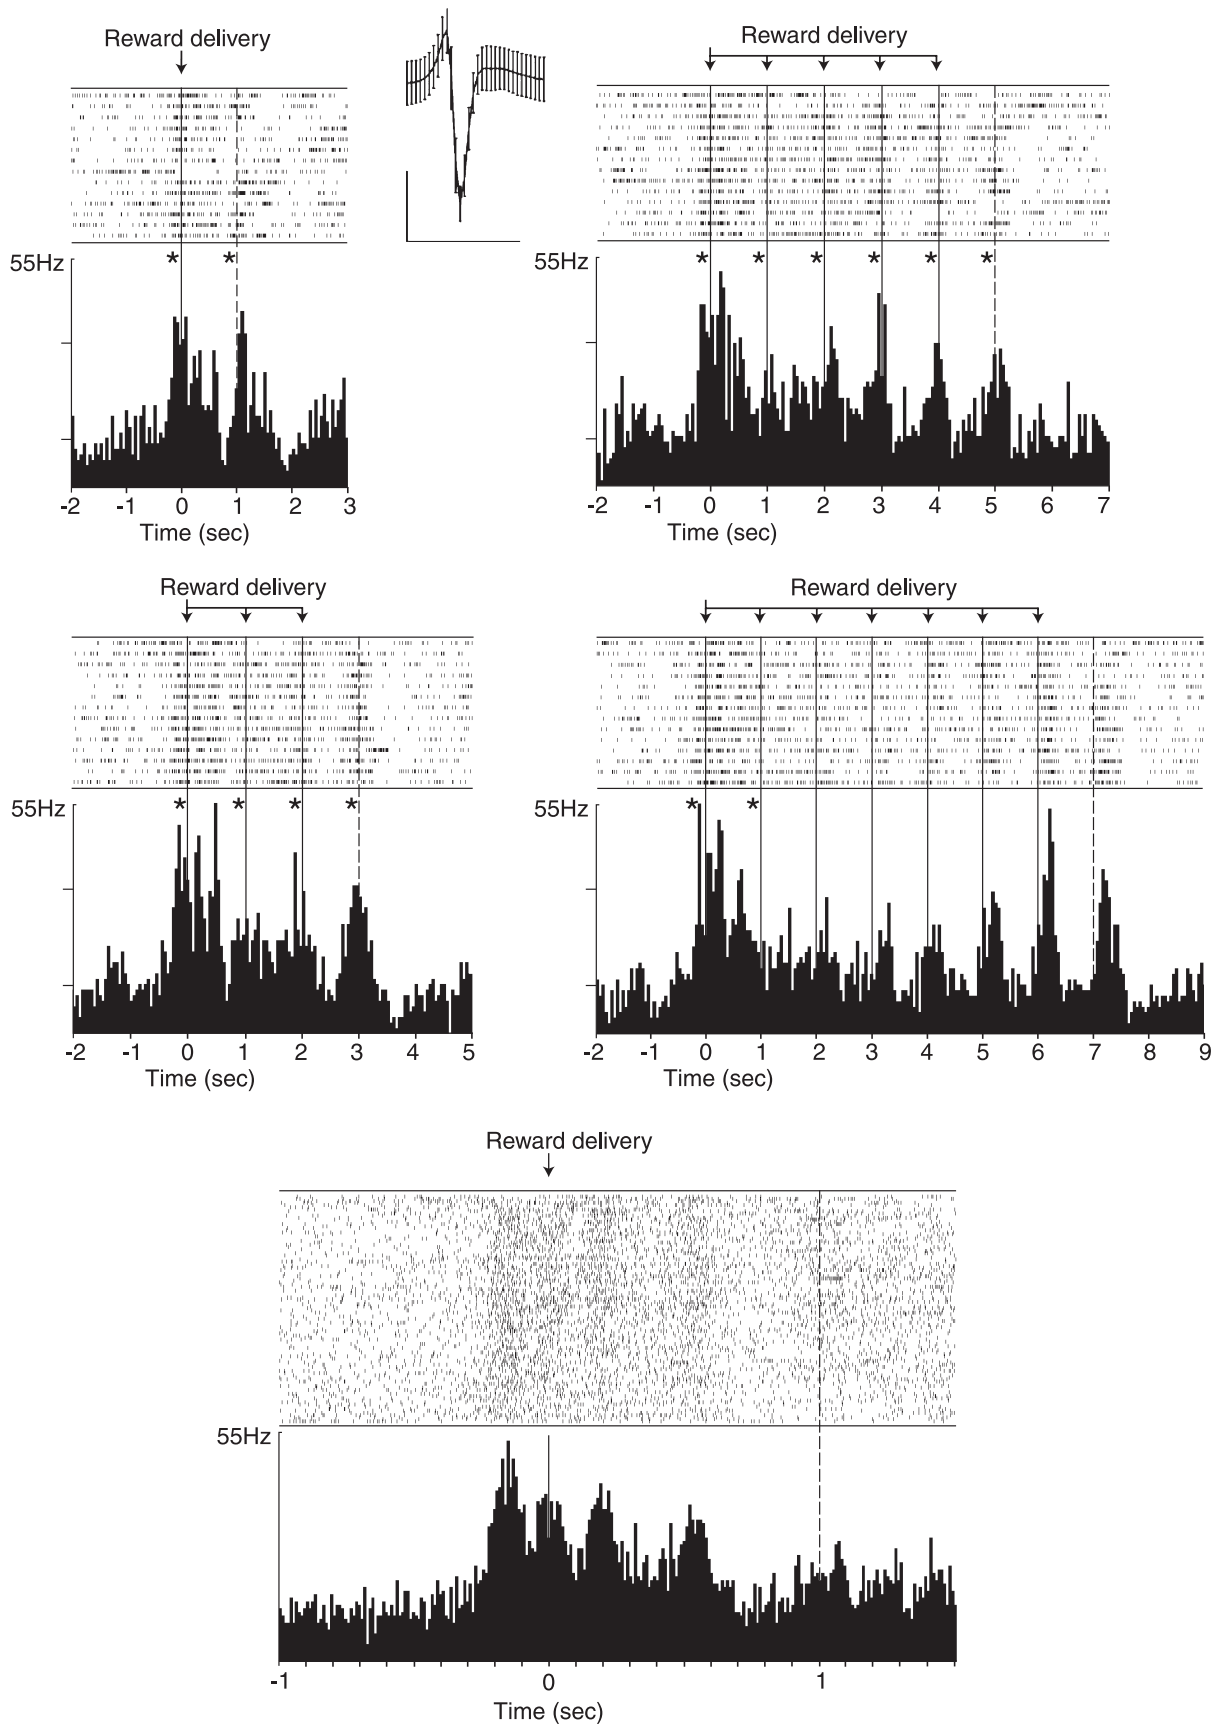 Reward delivery
55Hz
* *
-2 -1 0 1 2 3
Time (sec)
Reward delivery
55Hz
* * * * * *
-2 -1 0 1 2 3 4 5 6 7
Time (sec)
Reward delivery
55Hz
* * * *
-2 -1 0 1 2 3 4 5
Time (sec)
Reward delivery
55Hz
* *
-2 -1 0 1 2 3 4 5 6 7 8 9
Time (sec)
Reward delivery
55Hz
-1 0 1
Time (sec)